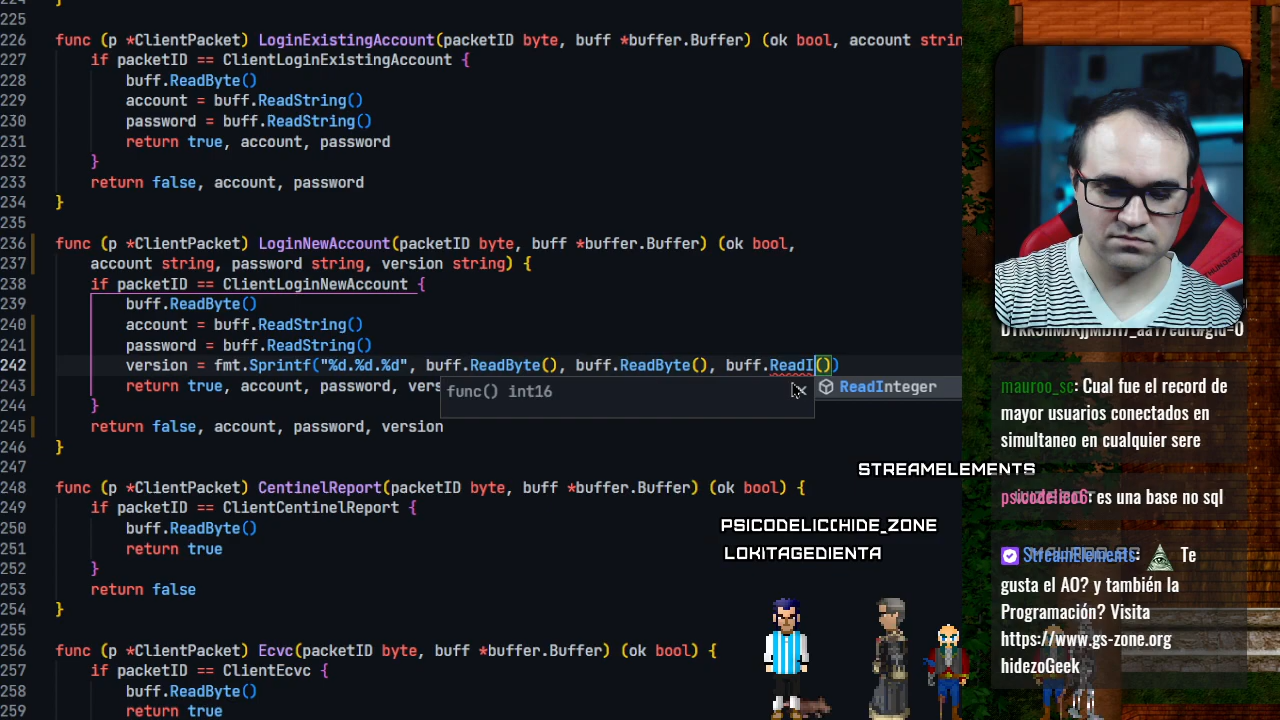 224 }
225
226 func (p *ClientPacket) LoginExistingAccount(packetID byte, buff *buffer.Buffer) (ok bool, account strin
227 if packetID == ClientLoginExistingAccount {
228 buff.ReadByte()
229 account = buff.ReadString()
230 password = buff.ReadString()
231 return true, account, password
232 }
233 return false, account, password
234 }
235
236 func (p *ClientPacket) LoginNewAccount(packetID byte, buff *buffer.Buffer) (ok bool,
237 account string, password string, version string) {
238 if packetID == ClientLoginNewAccount {
239 buff.ReadByte()
240 account = buff.ReadString()
241 password = buff.ReadString()
242 version = fmt.Sprintf("%d.%d.%d", buff.ReadByte(), buff.ReadByte(), buff.ReadI())
243 return true, account, password, vers
func() int16
ReadInteger
244 }
245 return false, account, password, version
246 }
247
248 func (p *ClientPacket) CentinelReport(packetID byte, buff *buffer.Buffer) (ok bool) {
249 if packetID == ClientCentinelReport {
250 buff.ReadByte()
251 return true
252 }
253 return false
254 }
255
256 func (p *ClientPacket) Ecvc(packetID byte, buff *buffer.Buffer) (ok bool) {
257 if packetID == ClientEcvc {
258 buff.ReadByte()
259 return true
STREAMELEMENTS
HIDE_ZONE
LOKITAGEDIENTA
mauroo_sc: Cual fue el record de
mayor usuarios conectados en
simultaneo en cualquier sere
psicodelico6: es una base no sql
StreamElements: Te
gusta el AO? y también la
Programación? Visita
https://www.gs-zone.org
hidezoGeek